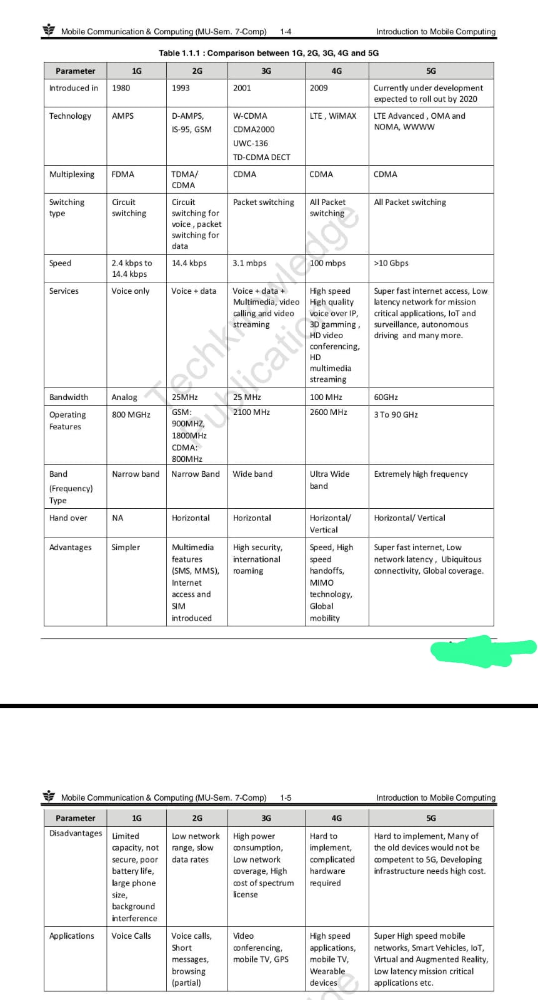 Mobile Communication & Computing (MU-Sem. 7-Comp) 1-4 Introduction to Mobile Computing
Table 1.1.1 : Comparison between 1G, 2G, 3G, 4G and 5G
Parameter 1G 2G 3G 4G 5G
Introduced in 1980 1993 2001 2009 Currently under development
expected to roll out by 2020
Technology AMPS D-AMPS, W-CDMA LTE , WiMAX LTE Advanced , OMA and
IS-95, GSM CDMA2000 NOMA, WWWW
UWC-136
TD-CDMA DECT
Multiplexing FDMA TDMA/ CDMA CDMA CDMA
CDMA
Switching Circuit Circuit Packet switching All Packet All Packet switching
type switching switching for switching
voice , packet
switching for
data
Speed 2.4 kbps to 14.4 kbps 3.1 mbps 100 mbps >10 Gbps
14.4 kbps
Services Voice only Voice + data Voice + data + High speed Super fast internet access, Low
Multimedia, video High quality latency network for mission
calling and video voice over IP, critical applications, IoT and
streaming 3D gamming , surveillance, autonomous
HD video driving and many more.
conferencing,
HD
multimedia
streaming
Bandwidth Analog 25MHz 25 MHz 100 MHz 60GHz
Operating 800 MGHz GSM: 2100 MHz 2600 MHz 3 To 90 GHz
Features 900MHZ,
1800MHz
CDMA:
800MHz
Band Narrow band Narrow Band Wide band Ultra Wide Extremely high frequency
(Frequency) band
Type
Hand over NA Horizontal Horizontal Horizontal/ Horizontal/ Vertical
Vertical
Advantages Simpler Multimedia High security, Speed, High Super fast internet, Low
features international speed network latency , Ubiquitous
(SMS, MMS), roaming handoffs, connectivity, Global coverage.
Internet MIMO
access and technology,
SIM Global
introduced mobility
Techknowledge
Publication
Mobile Communication & Computing (MU-Sem. 7-Comp) 1-5 Introduction to Mobile Computing
Parameter 1G 2G 3G 4G 5G
Disadvantages Limited Low network High power Hard to Hard to implement, Many of
capacity, not range, slow consumption, implement, the old devices would not be
secure, poor data rates Low network complicated competent to 5G, Developing
battery life, coverage, High hardware infrastructure needs high cost.
large phone cost of spectrum required
size, license
background
interference
Applications Voice Calls Voice calls, Video High speed Super High speed mobile
Short conferencing, applications, networks, Smart Vehicles, IoT,
messages, mobile TV, GPS mobile TV, Virtual and Augmented Reality,
browsing Wearable Low latency mission critical
(partial) devices applications etc.